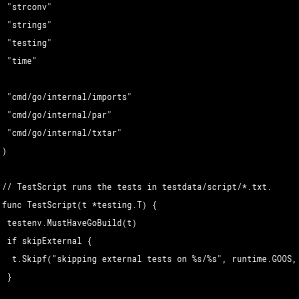 "strconv"
"strings"
"testing"
"time"
"cmd/go/internal/imports"
"cmd/go/internal/par"
"cmd/go/internal/txtar"
)
// TestScript runs the tests in testdata/script/*.txt.
func TestScript(t *testing.T) {
testenv.MustHaveGoBuild(t)
if skipExternal {
t.Skipf("skipping external tests on %s/%s", runtime.GOOS,
}